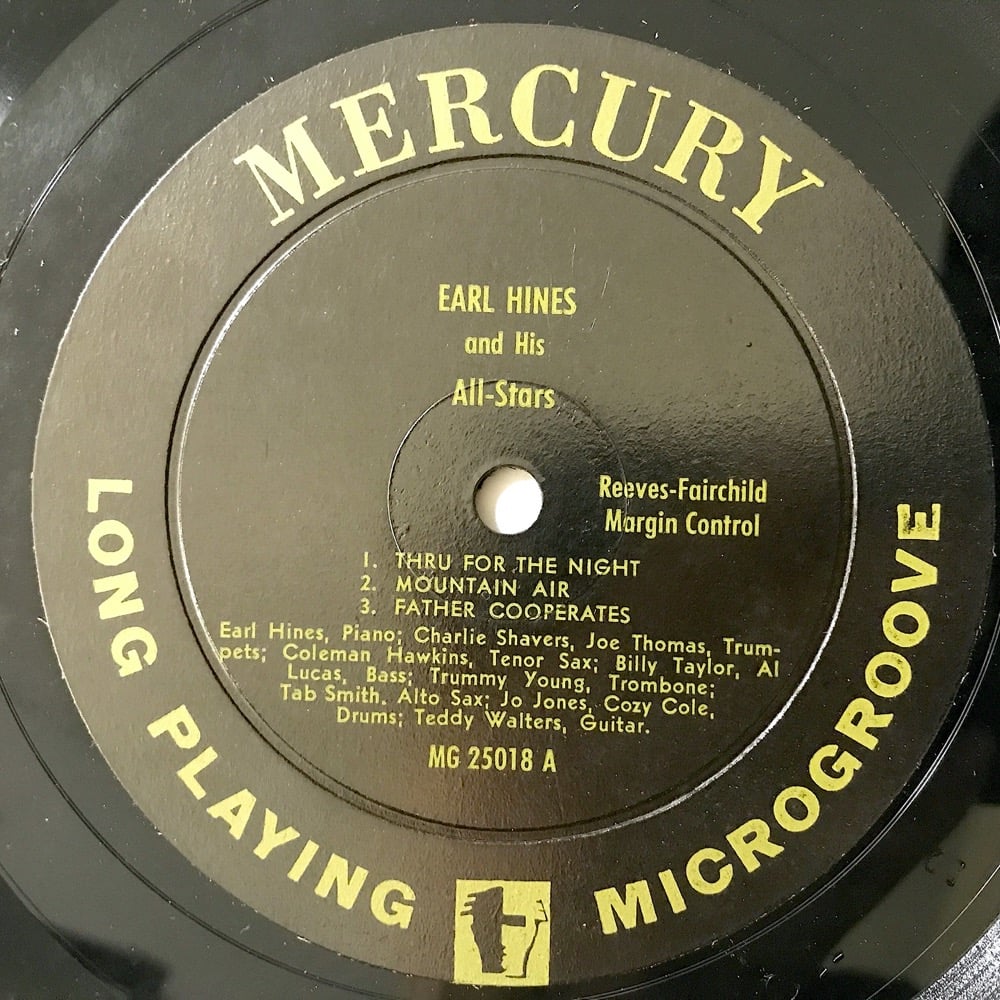 MERCURY
EARL HINES
and His
All-Stars
Reeves-Fairchild
Margin Control
1. THRU FOR THE NIGHT
2. MOUNTAIN AIR
3. FATHER COOPERATES
Earl Hines, Piano; Charlie Shavers, Joe Thomas, Trum-
pets; Coleman Hawkins, Tenor Sax; Billy Taylor, Al
Lucas, Bass; Trummy Young, Trombone;
Tab Smith. Alto Sax; Jo Jones, Cozy Cole,
Drums; Teddy Walters, Guitar.
MG 25018 A
LONG PLAYING MICROGROOVE